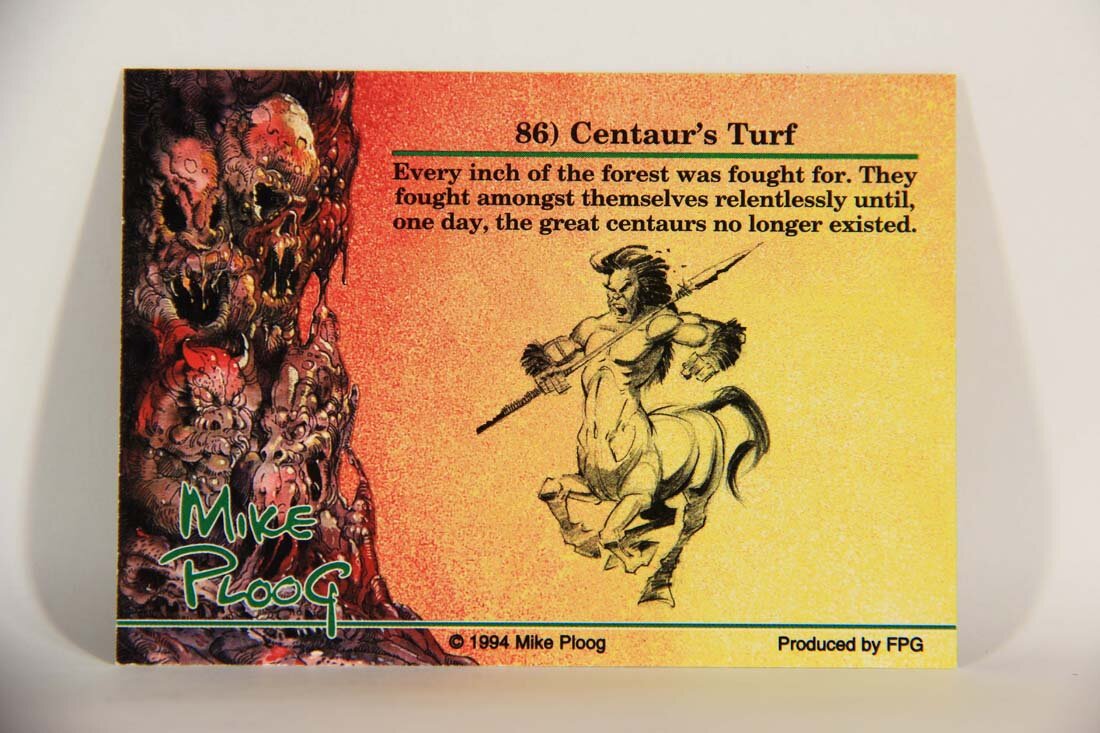 86) Centaur's Turf
Every inch of the forest was fought for. They
fought amongst themselves relentlessly until,
one day, the great centaurs no longer existed.
MIKE
PLOOG
© 1994 Mike Ploog
Produced by FPG